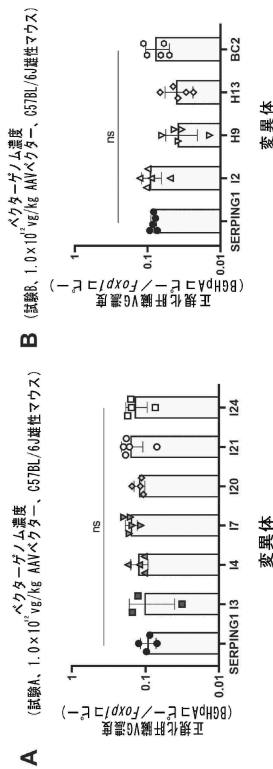 A
ベクターゲノム濃度
(試験A、1.0×10¹² vg/kg AAVベクター、C57BL/6J雄性マウス)
正規化肝臓VG濃度
(BGHpAコピー/Foxp1コピー)
1
0.1
0.01
ns
SERPING1
I3
I4
I7
I20
I21
I24
変異体
B
ベクターゲノム濃度
(試験B、1.0×10¹² vg/kg AAVベクター、C57BL/6J雄性マウス)
正規化肝臓VG濃度
(BGHpAコピー/Foxp1コピー)
1
0.1
0.01
ns
SERPING1
I2
H9
H13
BC2
変異体